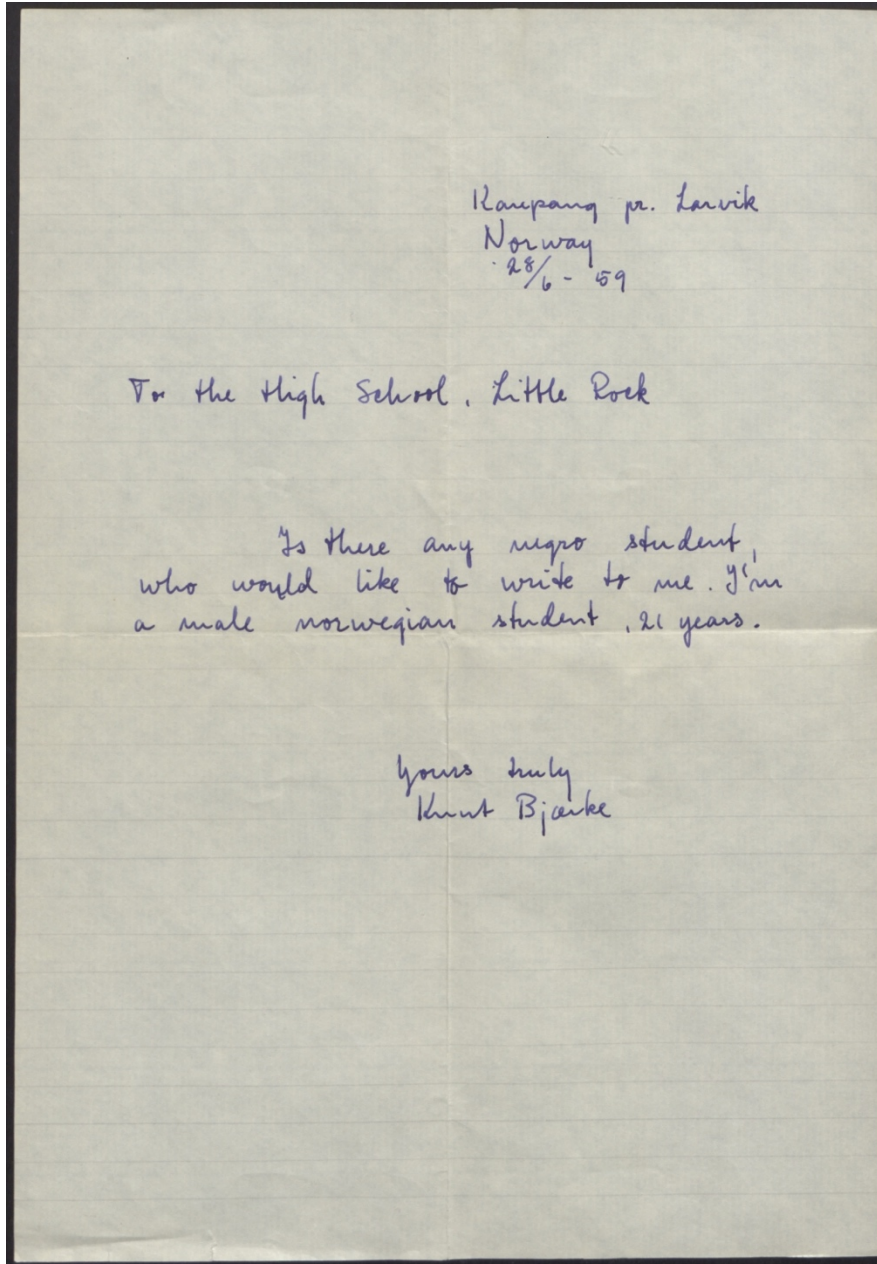 Kaupang pr. Larvik
Norway
28/6 - 59
To the High School, Little Rock
Is there any negro student,
who would like to write to me. I'm
a male norwegian student, 21 years.
Yours truly
Knut Bjærke